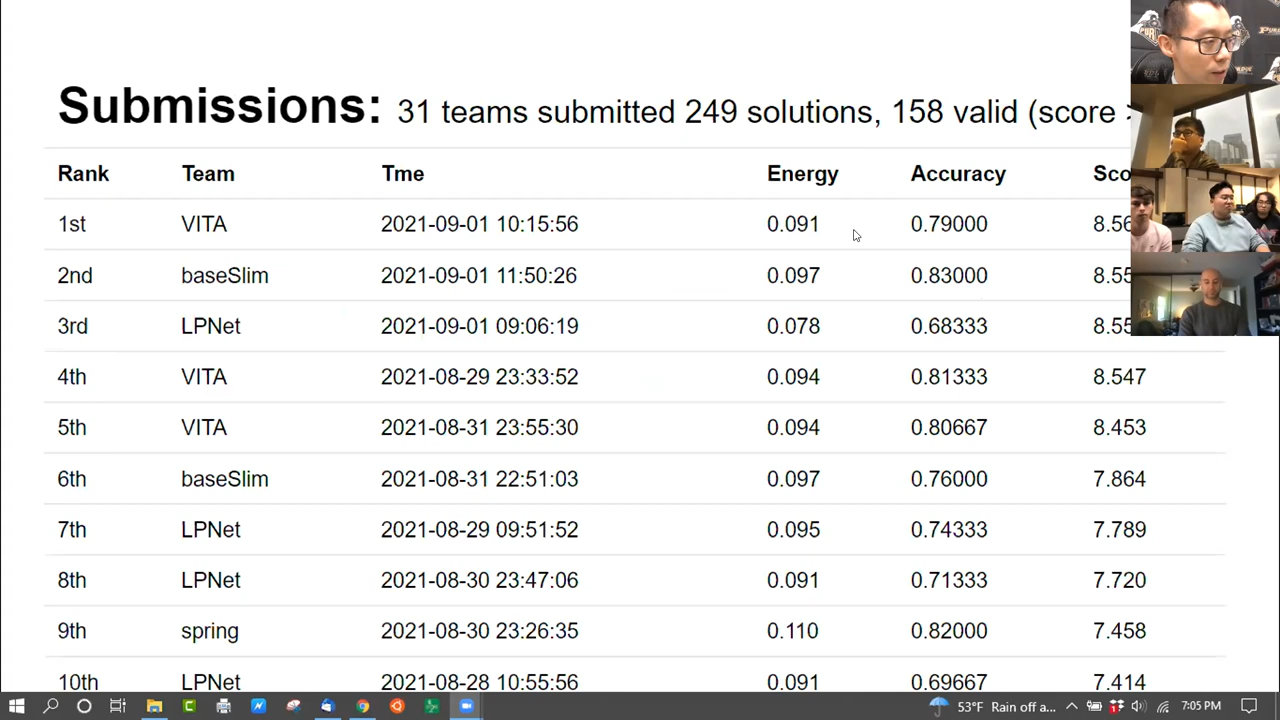 Submissions: 31 teams submitted 249 solutions, 158 valid (score >
Rank Team Tme Energy Accuracy Sco
1st VITA 2021-09-01 10:15:56 0.091 0.79000 8.56
2nd baseSlim 2021-09-01 11:50:26 0.097 0.83000 8.55
3rd LPNet 2021-09-01 09:06:19 0.078 0.68333 8.55
4th VITA 2021-08-29 23:33:52 0.094 0.81333 8.547
5th VITA 2021-08-31 23:55:30 0.094 0.80667 8.453
6th baseSlim 2021-08-31 22:51:03 0.097 0.76000 7.864
7th LPNet 2021-08-29 09:51:52 0.095 0.74333 7.789
8th LPNet 2021-08-30 23:47:06 0.091 0.71333 7.720
9th spring 2021-08-30 23:26:35 0.110 0.82000 7.458
10th LPNet 2021-08-28 10:55:56 0.091 0.69667 7.414
53°F Rain off a... 7:05 PM